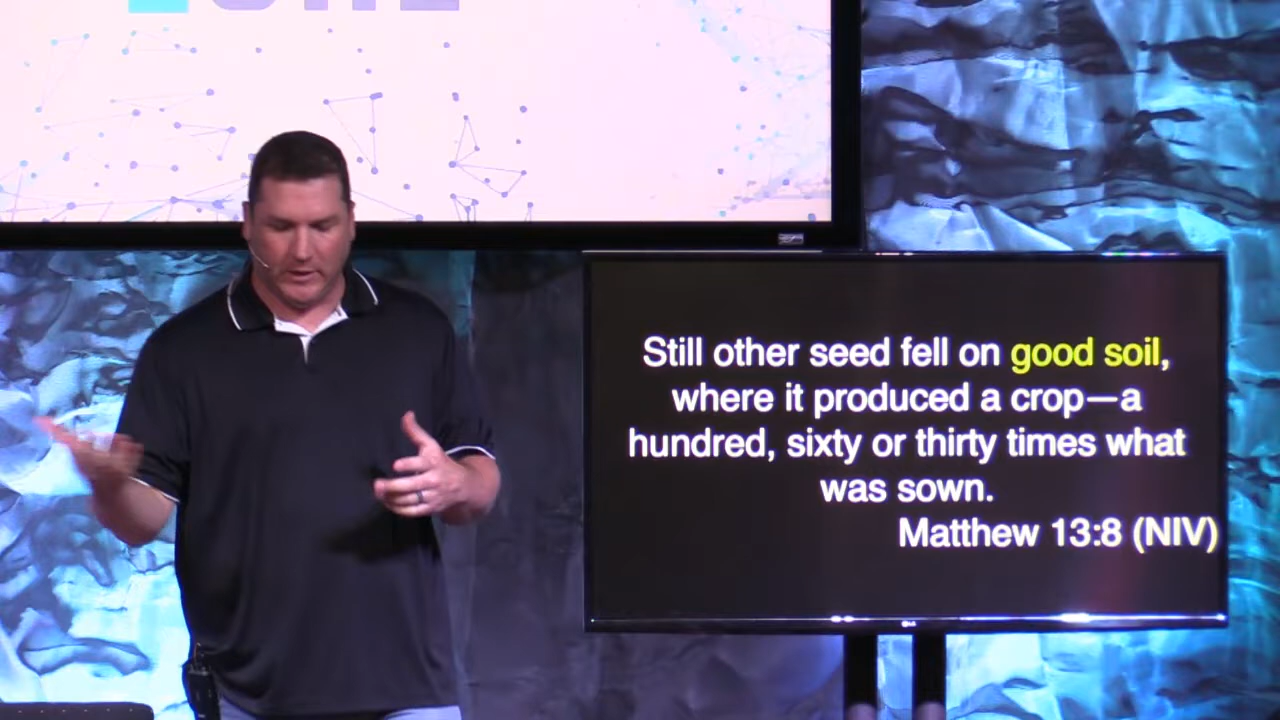 Still other seed fell on good soil,
where it produced a crop—a
hundred, sixty or thirty times what
was sown.
Matthew 13:8 (NIV)
LG